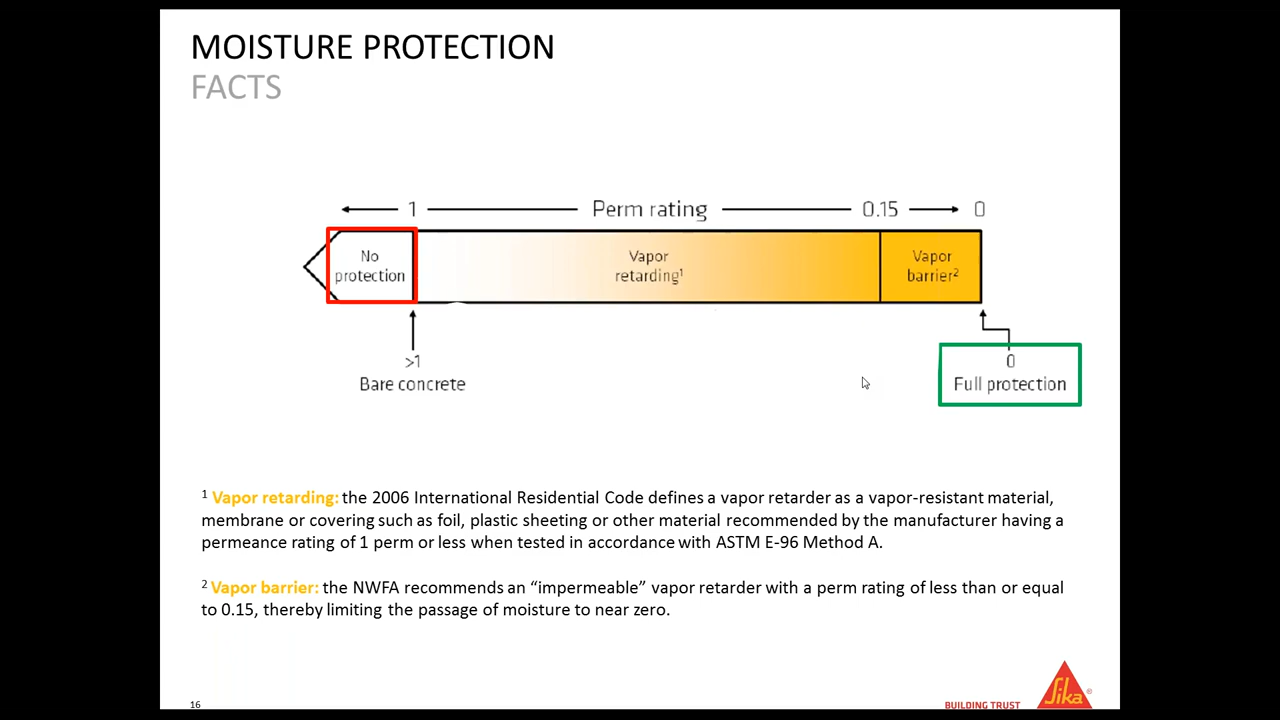 MOISTURE PROTECTION
FACTS
1 Perm rating 0.15 0
No
protection
Vapor
retarding¹
Vapor
barrier²
>1
Bare concrete
0
Full protection
¹ Vapor retarding: the 2006 International Residential Code defines a vapor retarder as a vapor-resistant material,
membrane or covering such as foil, plastic sheeting or other material recommended by the manufacturer having a
permeance rating of 1 perm or less when tested in accordance with ASTM E-96 Method A.
² Vapor barrier: the NWFA recommends an “impermeable” vapor retarder with a perm rating of less than or equal
to 0.15, thereby limiting the passage of moisture to near zero.
16
BUILDING TRUST
Sika®